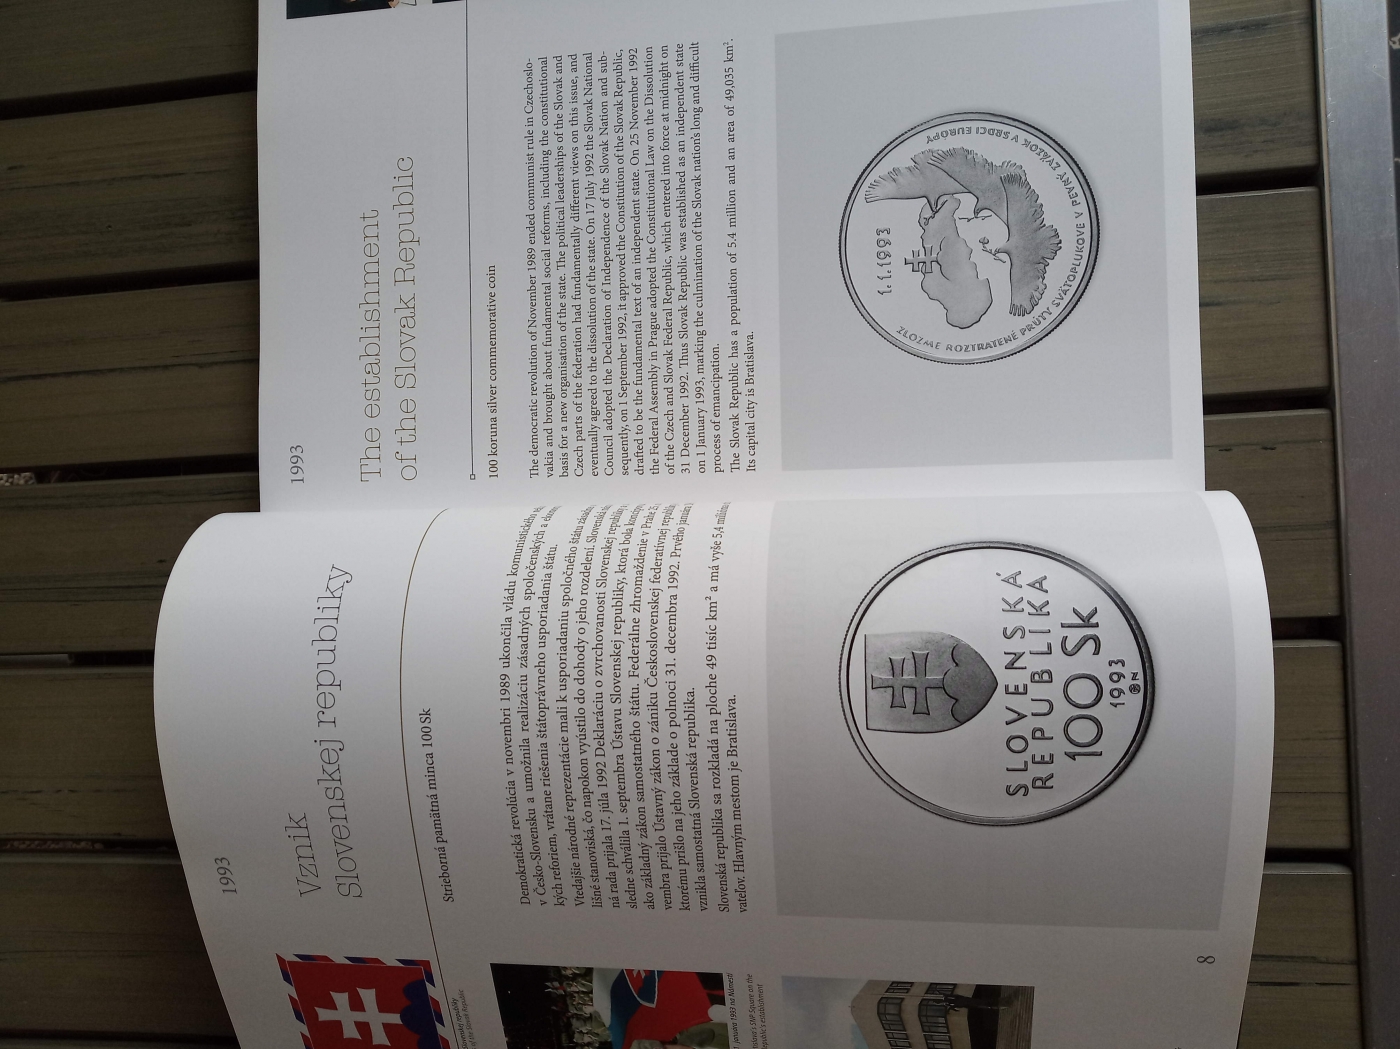 1993
Vznik
Slovenskej republiky
Strieborná pamätná minca 100 Sk
Demokratická revolúcia v novembri 1989 ukončila vládu komunistického
v Česko-Slovensku a umožnila realizáciu zásadných spoločenských a
kých reforiem, vrátane riešenia štátoprávneho usporiadania štátu.
Vtedajšie národné reprezentácie mali k usporiadaniu spoločného štátu
lišné stanoviská, čo napokon vyústilo do dohody o jeho rozdelení. Slovenská
ná rada prijala 17. júla 1992 Deklaráciu o zvrchovanosti Slovenskej republiky
sledne schválila 1. septembra Ústavu Slovenskej republiky, ktorá bola
ako základný zákon samostatného štátu. Federálne zhromaždenie v Prahe
vembra prijalo Ústavný zákon o zániku Československej federatívnej
ktorému prišlo na jeho základe o polnoci 31. decembra 1992. Prvého
vznikla samostatná Slovenská republika.
Slovenská republika sa rozkladá na ploche 49 tisíc km² a má vyše 5,4
vateľov. Hlavným mestom je Bratislava.
SLOVENSKÁ
REPUBLIKA
100 Sk
1993
8
januára 1993 na Námestí
SNP Square on the
establishment
1993
The establishment
of the Slovak Republic
100 koruna silver commemorative coin
The democratic revolution of November 1989 ended communist rule in Czechoslo-
vakia and brought about fundamental social reforms, including the constitutional
basis for a new organisation of the state. The political leaderships of the Slovak and
Czech parts of the federation had fundamentally different views on this issue, and
eventually agreed to the dissolution of the state. On 17 July 1992 the Slovak National
Council adopted the Declaration of Independence of the Slovak Nation and sub-
sequently, on 1 September 1992, it approved the Constitution of the Slovak Republic,
drafted to be the fundamental text of an independent state. On 25 November 1992
the Federal Assembly in Prague adopted the Constitutional Law on the Dissolution
of the Czech and Slovak Federal Republic, which entered into force at midnight on
31 December 1992. Thus Slovak Republic was established as an independent state
on 1 January 1993, marking the culmination of the Slovak nation's long and difficult
process of emancipation.
The Slovak Republic has a population of 5.4 million and an area of 49,035 km².
Its capital city is Bratislava.
1.1.1993
ZLOŽME ROZTRATENÉ PRÚTY SVÄTOPLUKOVE V PEVNÝ ZVÄZOK V SRDCI EURÓPY